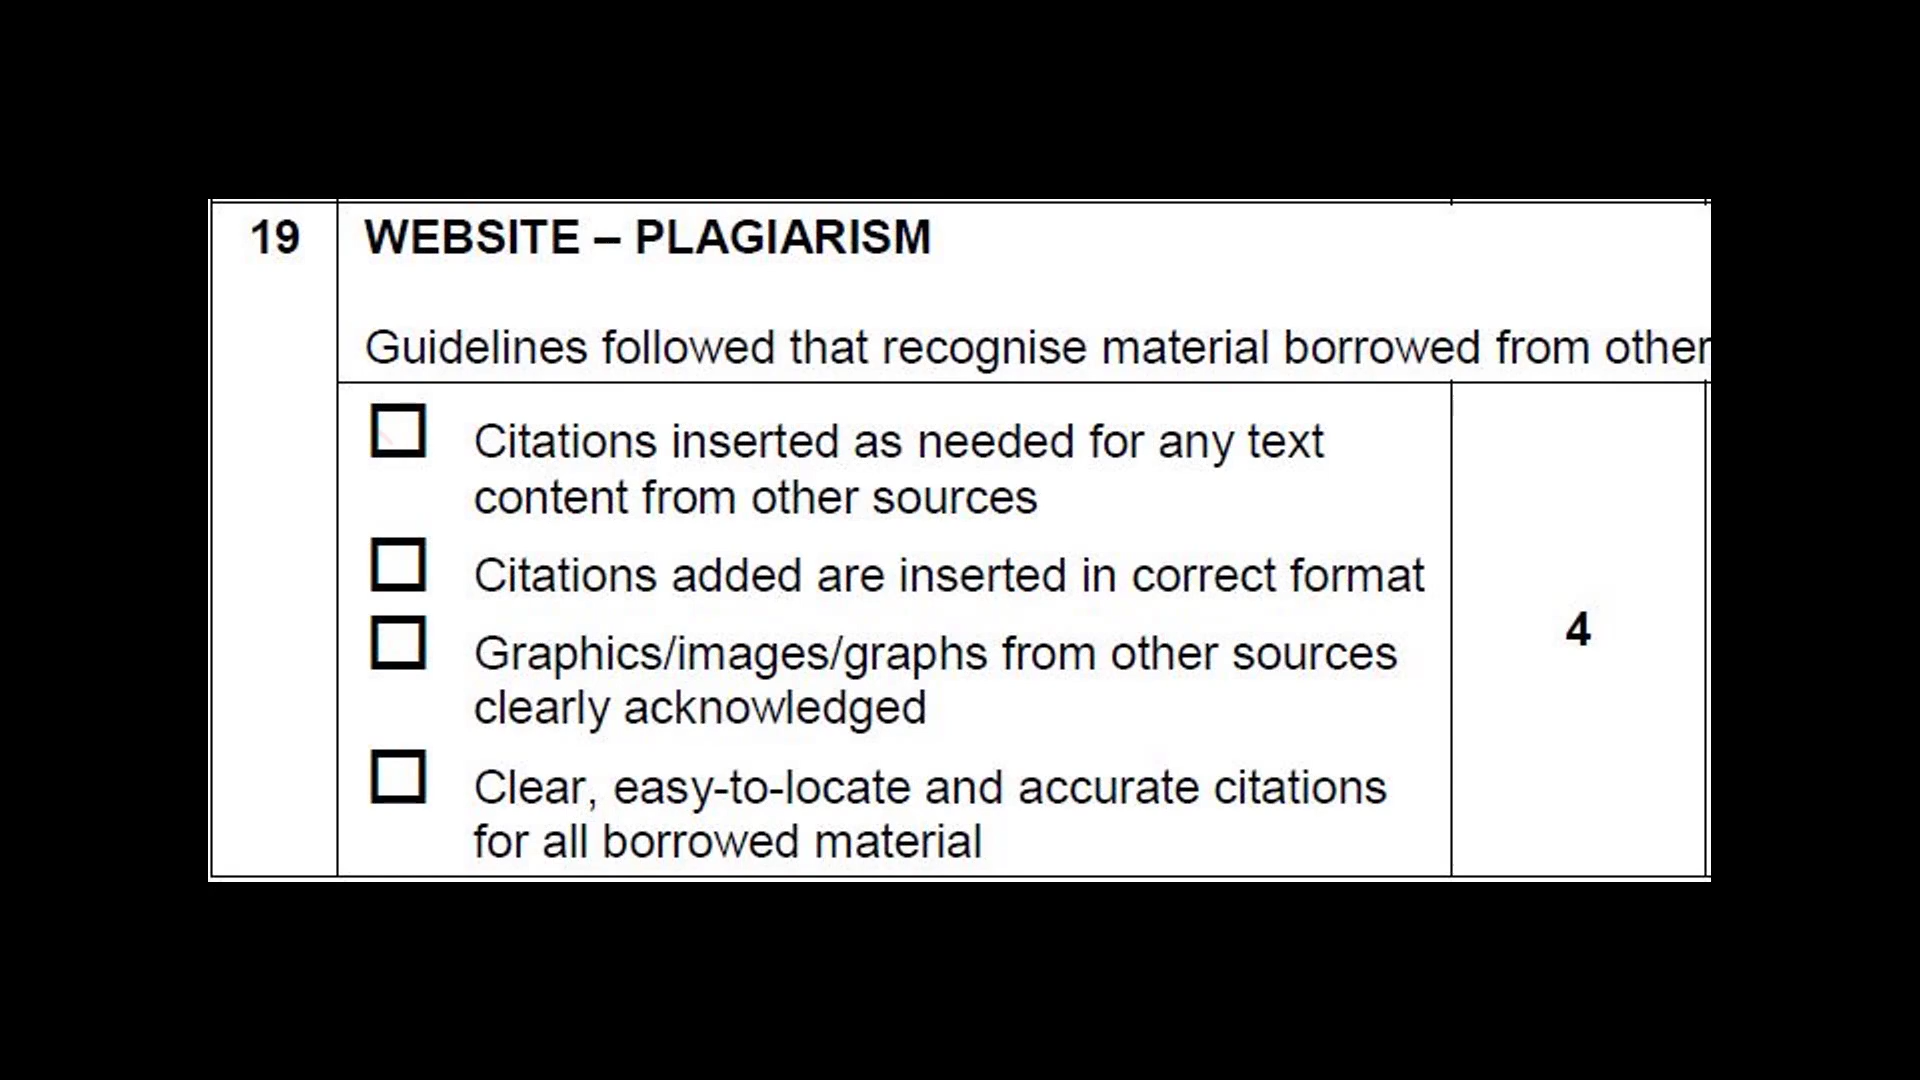 19 WEBSITE – PLAGIARISM
Guidelines followed that recognise material borrowed from other
☐ Citations inserted as needed for any text
content from other sources
☐ Citations added are inserted in correct format
☐ Graphics/images/graphs from other sources
clearly acknowledged
☐ Clear, easy-to-locate and accurate citations
for all borrowed material
4